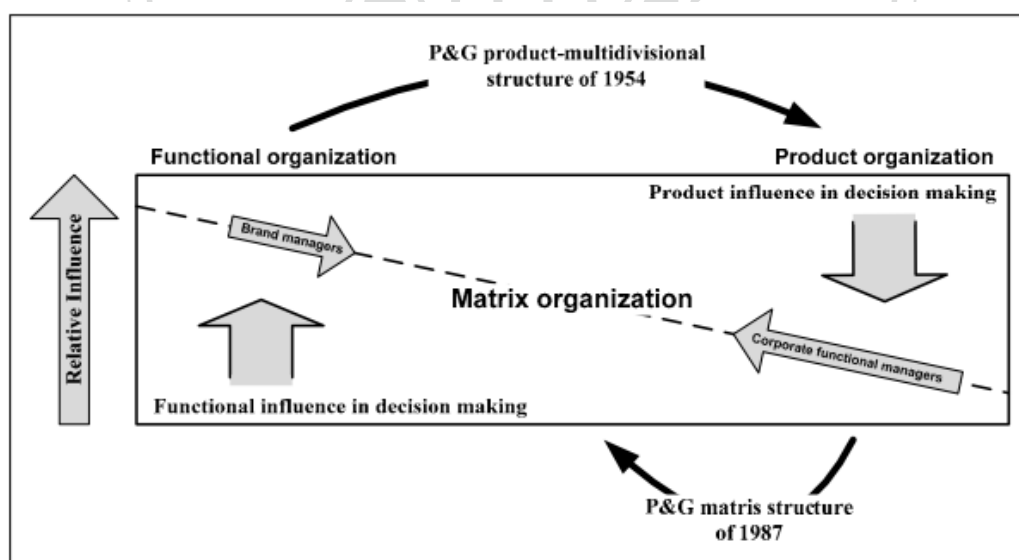 P&G product-multidivisional
structure of 1954
Functional organization
Product organization
Product influence in decision making
Brand managers
Relative Influence
Matrix organization
Corporate functional managers
Functional influence in decision making
P&G matris structure
of 1987